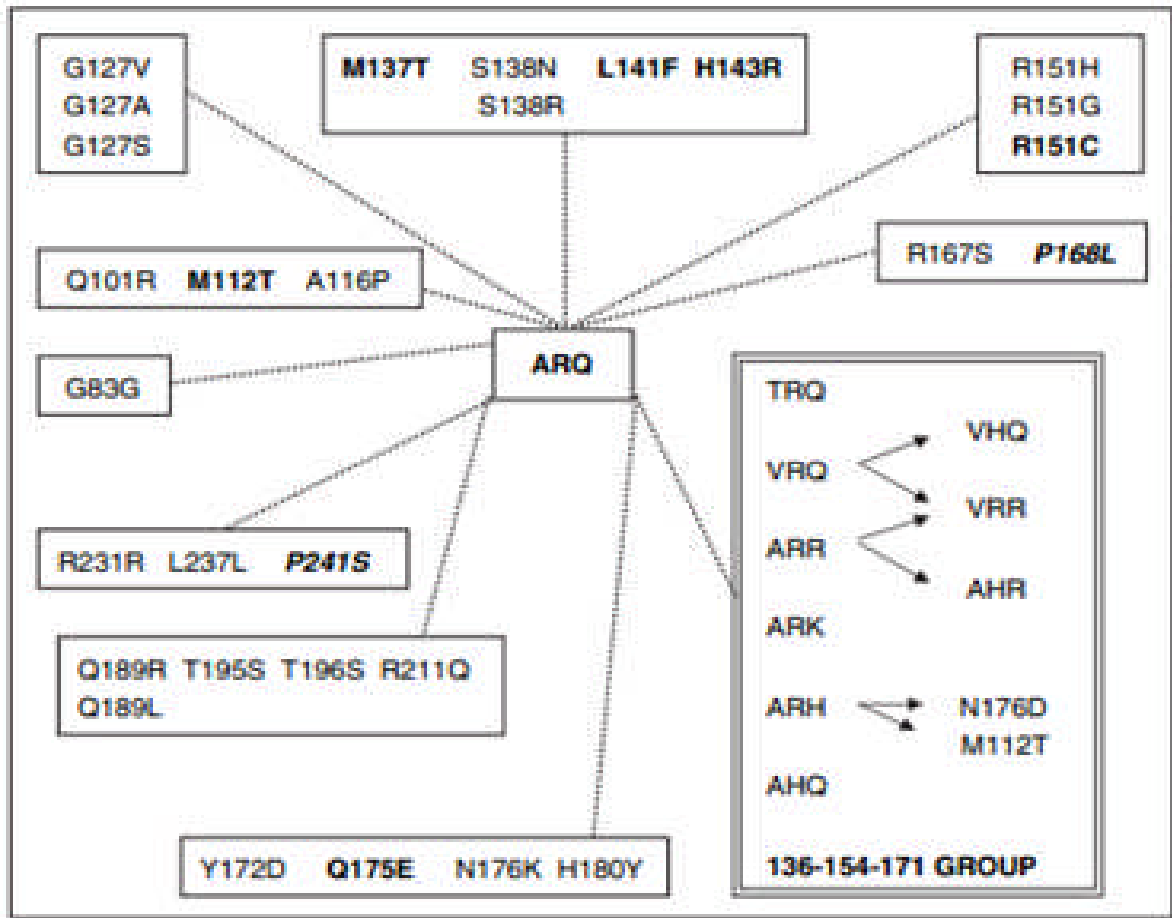 G127V
G127A
G127S
M137T S138N L141F H143R
S138R
R151H
R151G
R151C
Q101R M112T A116P
R167S P168L
G83G
ARQ
R231R L237L P241S
Q189R T195S T196S R211Q
Q189L
Y172D Q175E N176K H180Y
TRQ
VHQ
VRQ
VRR
ARR
AHR
ARK
ARH N176D
M112T
AHQ
136-154-171 GROUP